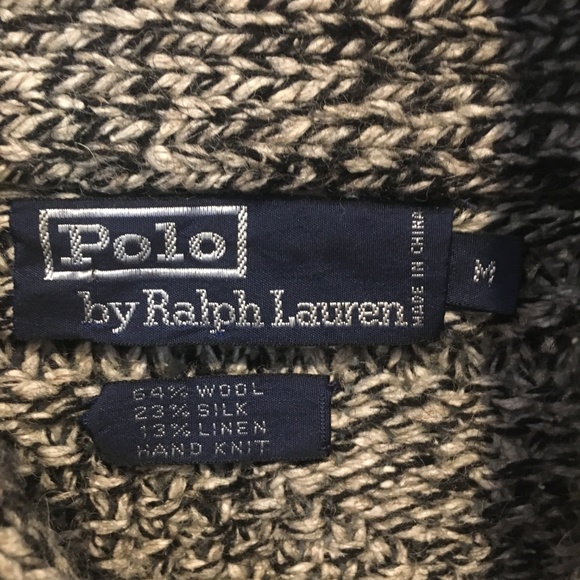 Polo
by Ralph Lauren
MADE IN CHINA
M
64% WOOL
23% SILK
13% LINEN
HAND KNIT